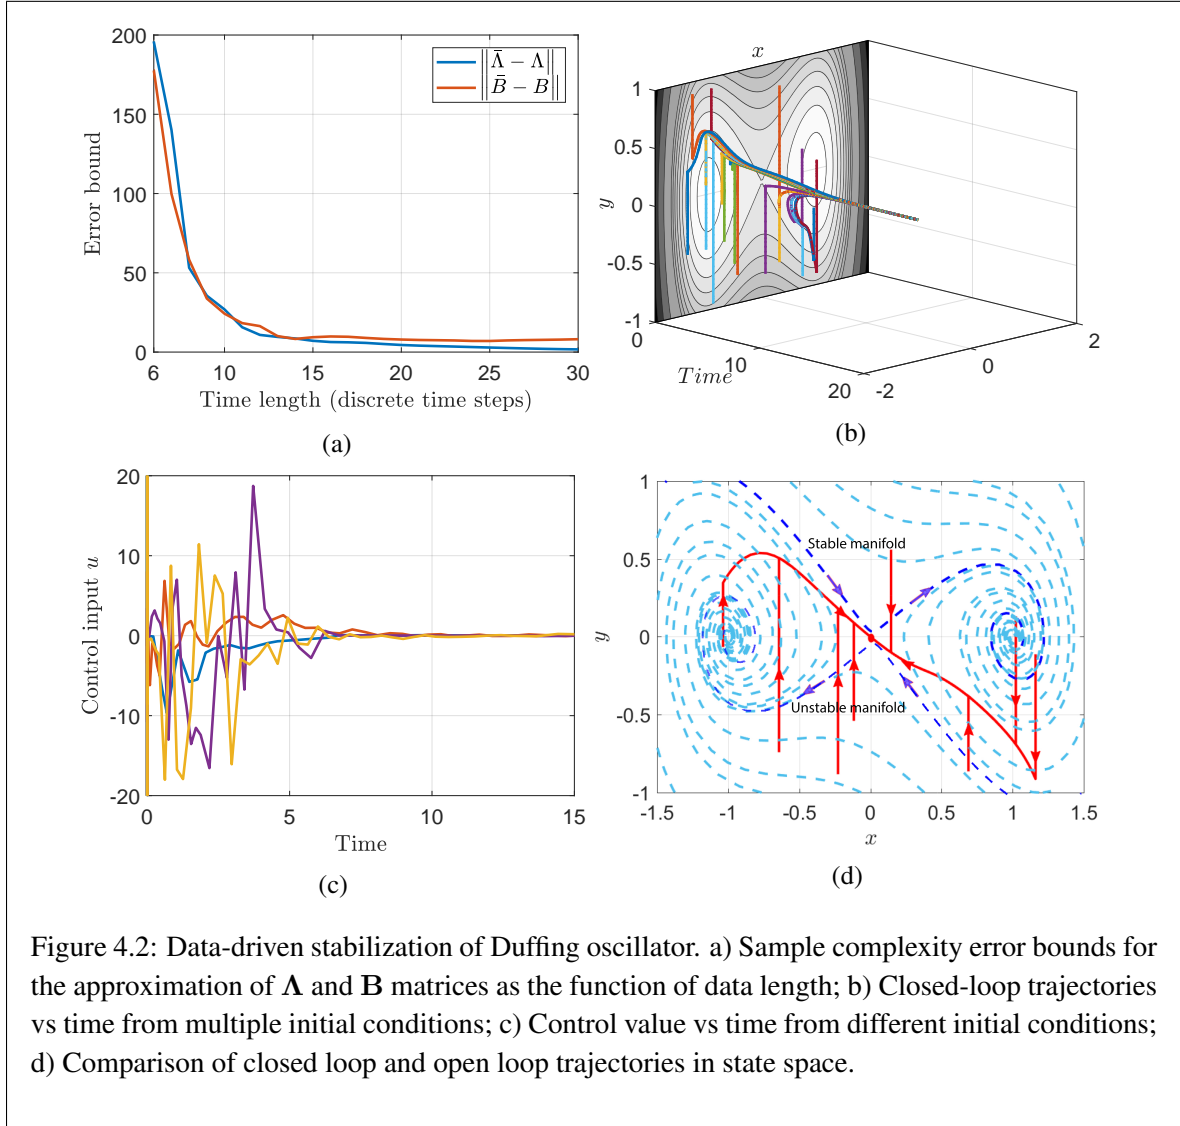 200
150
100
50
0
6
10
15
20
25
30
Error bound
Time length (discrete time steps)
‖Λ̄ − Λ‖
‖B̄ − B‖
(a)
x
1
0.5
0
-0.5
-1
y
0
10
20
Time
-2
0
2
(b)
20
10
0
-10
-20
Control input u
0
5
10
15
Time
(c)
1
0.5
0
-0.5
-1
y
Stable manifold
Unstable manifold
-1.5
-1
-0.5
0
0.5
1
1.5
x
(d)
Figure 4.2: Data-driven stabilization of Duffing oscillator. a) Sample complexity error bounds for
the approximation of Λ and B matrices as the function of data length; b) Closed-loop trajectories
vs time from multiple initial conditions; c) Control value vs time from different initial conditions;
d) Comparison of closed loop and open loop trajectories in state space.